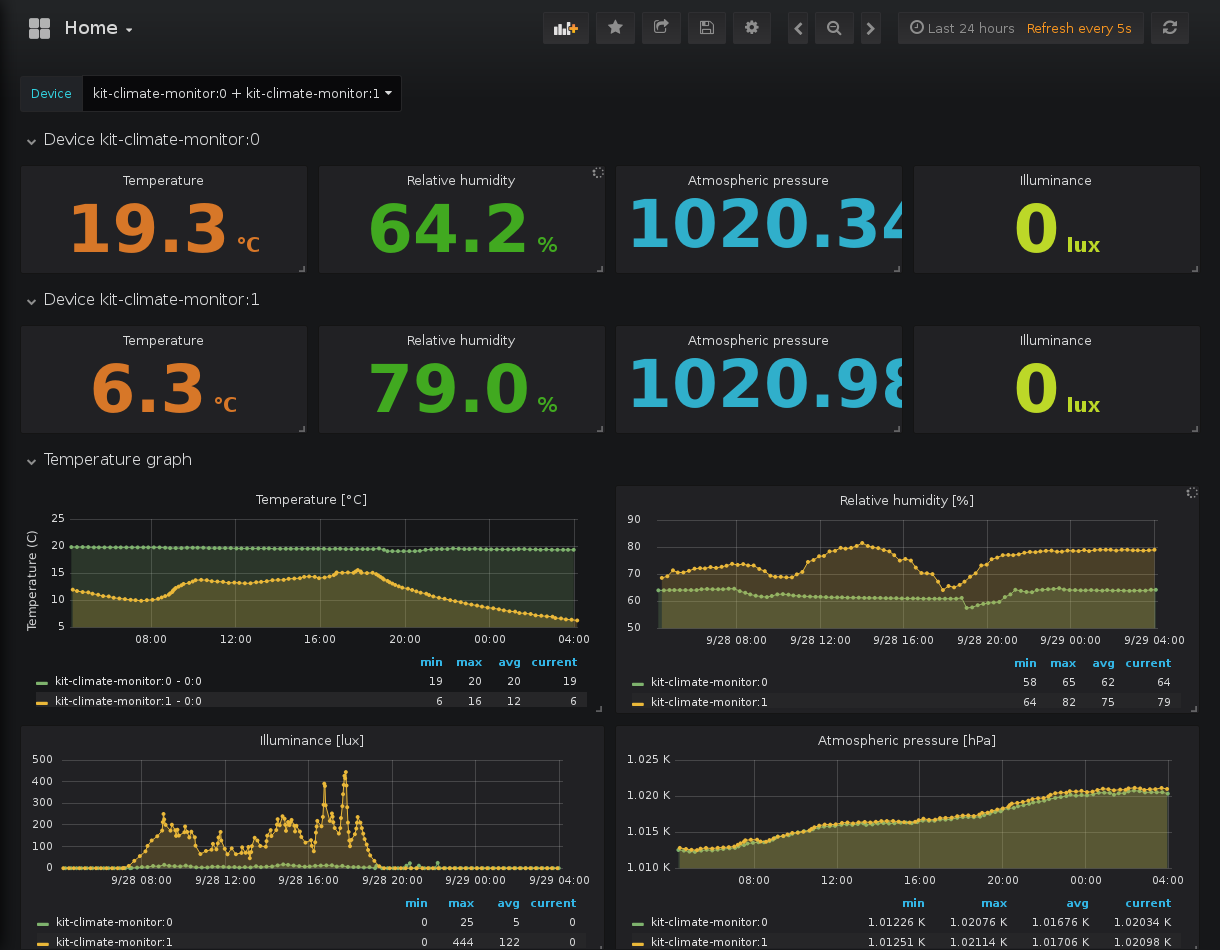 Home
Last 24 hours Refresh every 5s
Device kit-climate-monitor:0 + kit-climate-monitor:1
Device kit-climate-monitor:0
Temperature
19.3 °C
Relative humidity
64.2 %
Atmospheric pressure
1020.34
Illuminance
0 lux
Device kit-climate-monitor:1
Temperature
6.3 °C
Relative humidity
79.0 %
Atmospheric pressure
1020.98
Illuminance
0 lux
Temperature graph
Temperature [°C]
Temperature (C)
25
20
15
10
5
08:00 12:00 16:00 20:00 00:00 04:00
min max avg current
kit-climate-monitor:0 - 0:0 19 20 20 19
kit-climate-monitor:1 - 0:0 6 16 12 6
Relative humidity [%]
90
80
70
60
50
9/28 08:00 9/28 12:00 9/28 16:00 9/28 20:00 9/29 00:00 9/29 04:00
min max avg current
kit-climate-monitor:0 58 65 62 64
kit-climate-monitor:1 64 82 75 79
Illuminance [lux]
500
400
300
200
100
0
9/28 08:00 9/28 12:00 9/28 16:00 9/28 20:00 9/29 00:00 9/29 04:00
min max avg current
kit-climate-monitor:0 0 25 5 0
kit-climate-monitor:1 0 444 122 0
Atmospheric pressure [hPa]
1.025 K
1.020 K
1.015 K
1.010 K
08:00 12:00 16:00 20:00 00:00 04:00
min max avg current
kit-climate-monitor:0 1.01226 K 1.02076 K 1.01676 K 1.02034 K
kit-climate-monitor:1 1.01251 K 1.02114 K 1.01706 K 1.02098 K